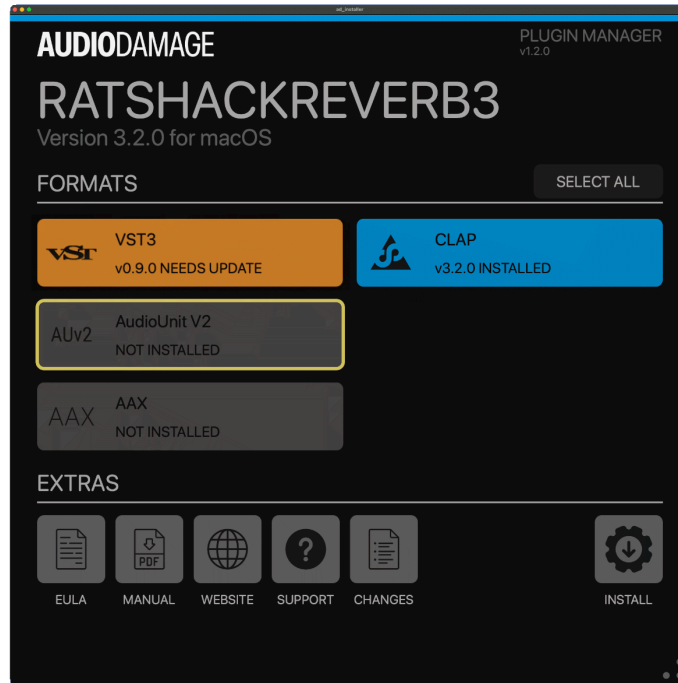 ad_installer
AUDIODAMAGE
PLUGIN MANAGER
v1.2.0
RATSHACKREVERB3
Version 3.2.0 for macOS
FORMATS
SELECT ALL
VST
VST3
v0.9.0 NEEDS UPDATE
CLAP
v3.2.0 INSTALLED
AUv2
AudioUnit V2
NOT INSTALLED
AAX
AAX
NOT INSTALLED
EXTRAS
PDF
?
EULA
MANUAL
WEBSITE
SUPPORT
CHANGES
INSTALL